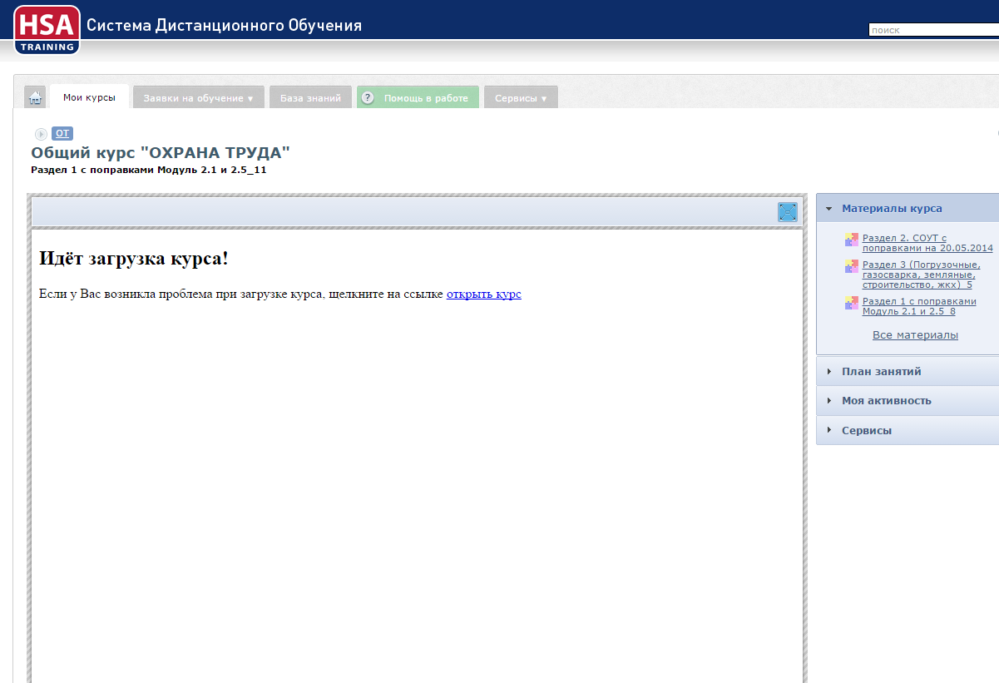 HSA
TRAINING
Система Дистанционного Обучения
поиск
Мои курсы
Заявки на обучение ▾
База знаний
? Помощь в работе
Сервисы ▾
ОТ
Общий курс "ОХРАНА ТРУДА"
Раздел 1 с поправками Модуль 2.1 и 2.5_11
Идёт загрузка курса!
Если у Вас возникла проблема при загрузке курса, щелкните на ссылке открыть курс
Материалы курса
Раздел 2. СОУТ с
поправками на 20.05.2014
Раздел 3 (Погрузочные,
газосварка, земляные,
строительство, жкх)_5
Раздел 1 с поправками
Модуль 2.1 и 2.5_8
Все материалы
План занятий
Моя активность
Сервисы